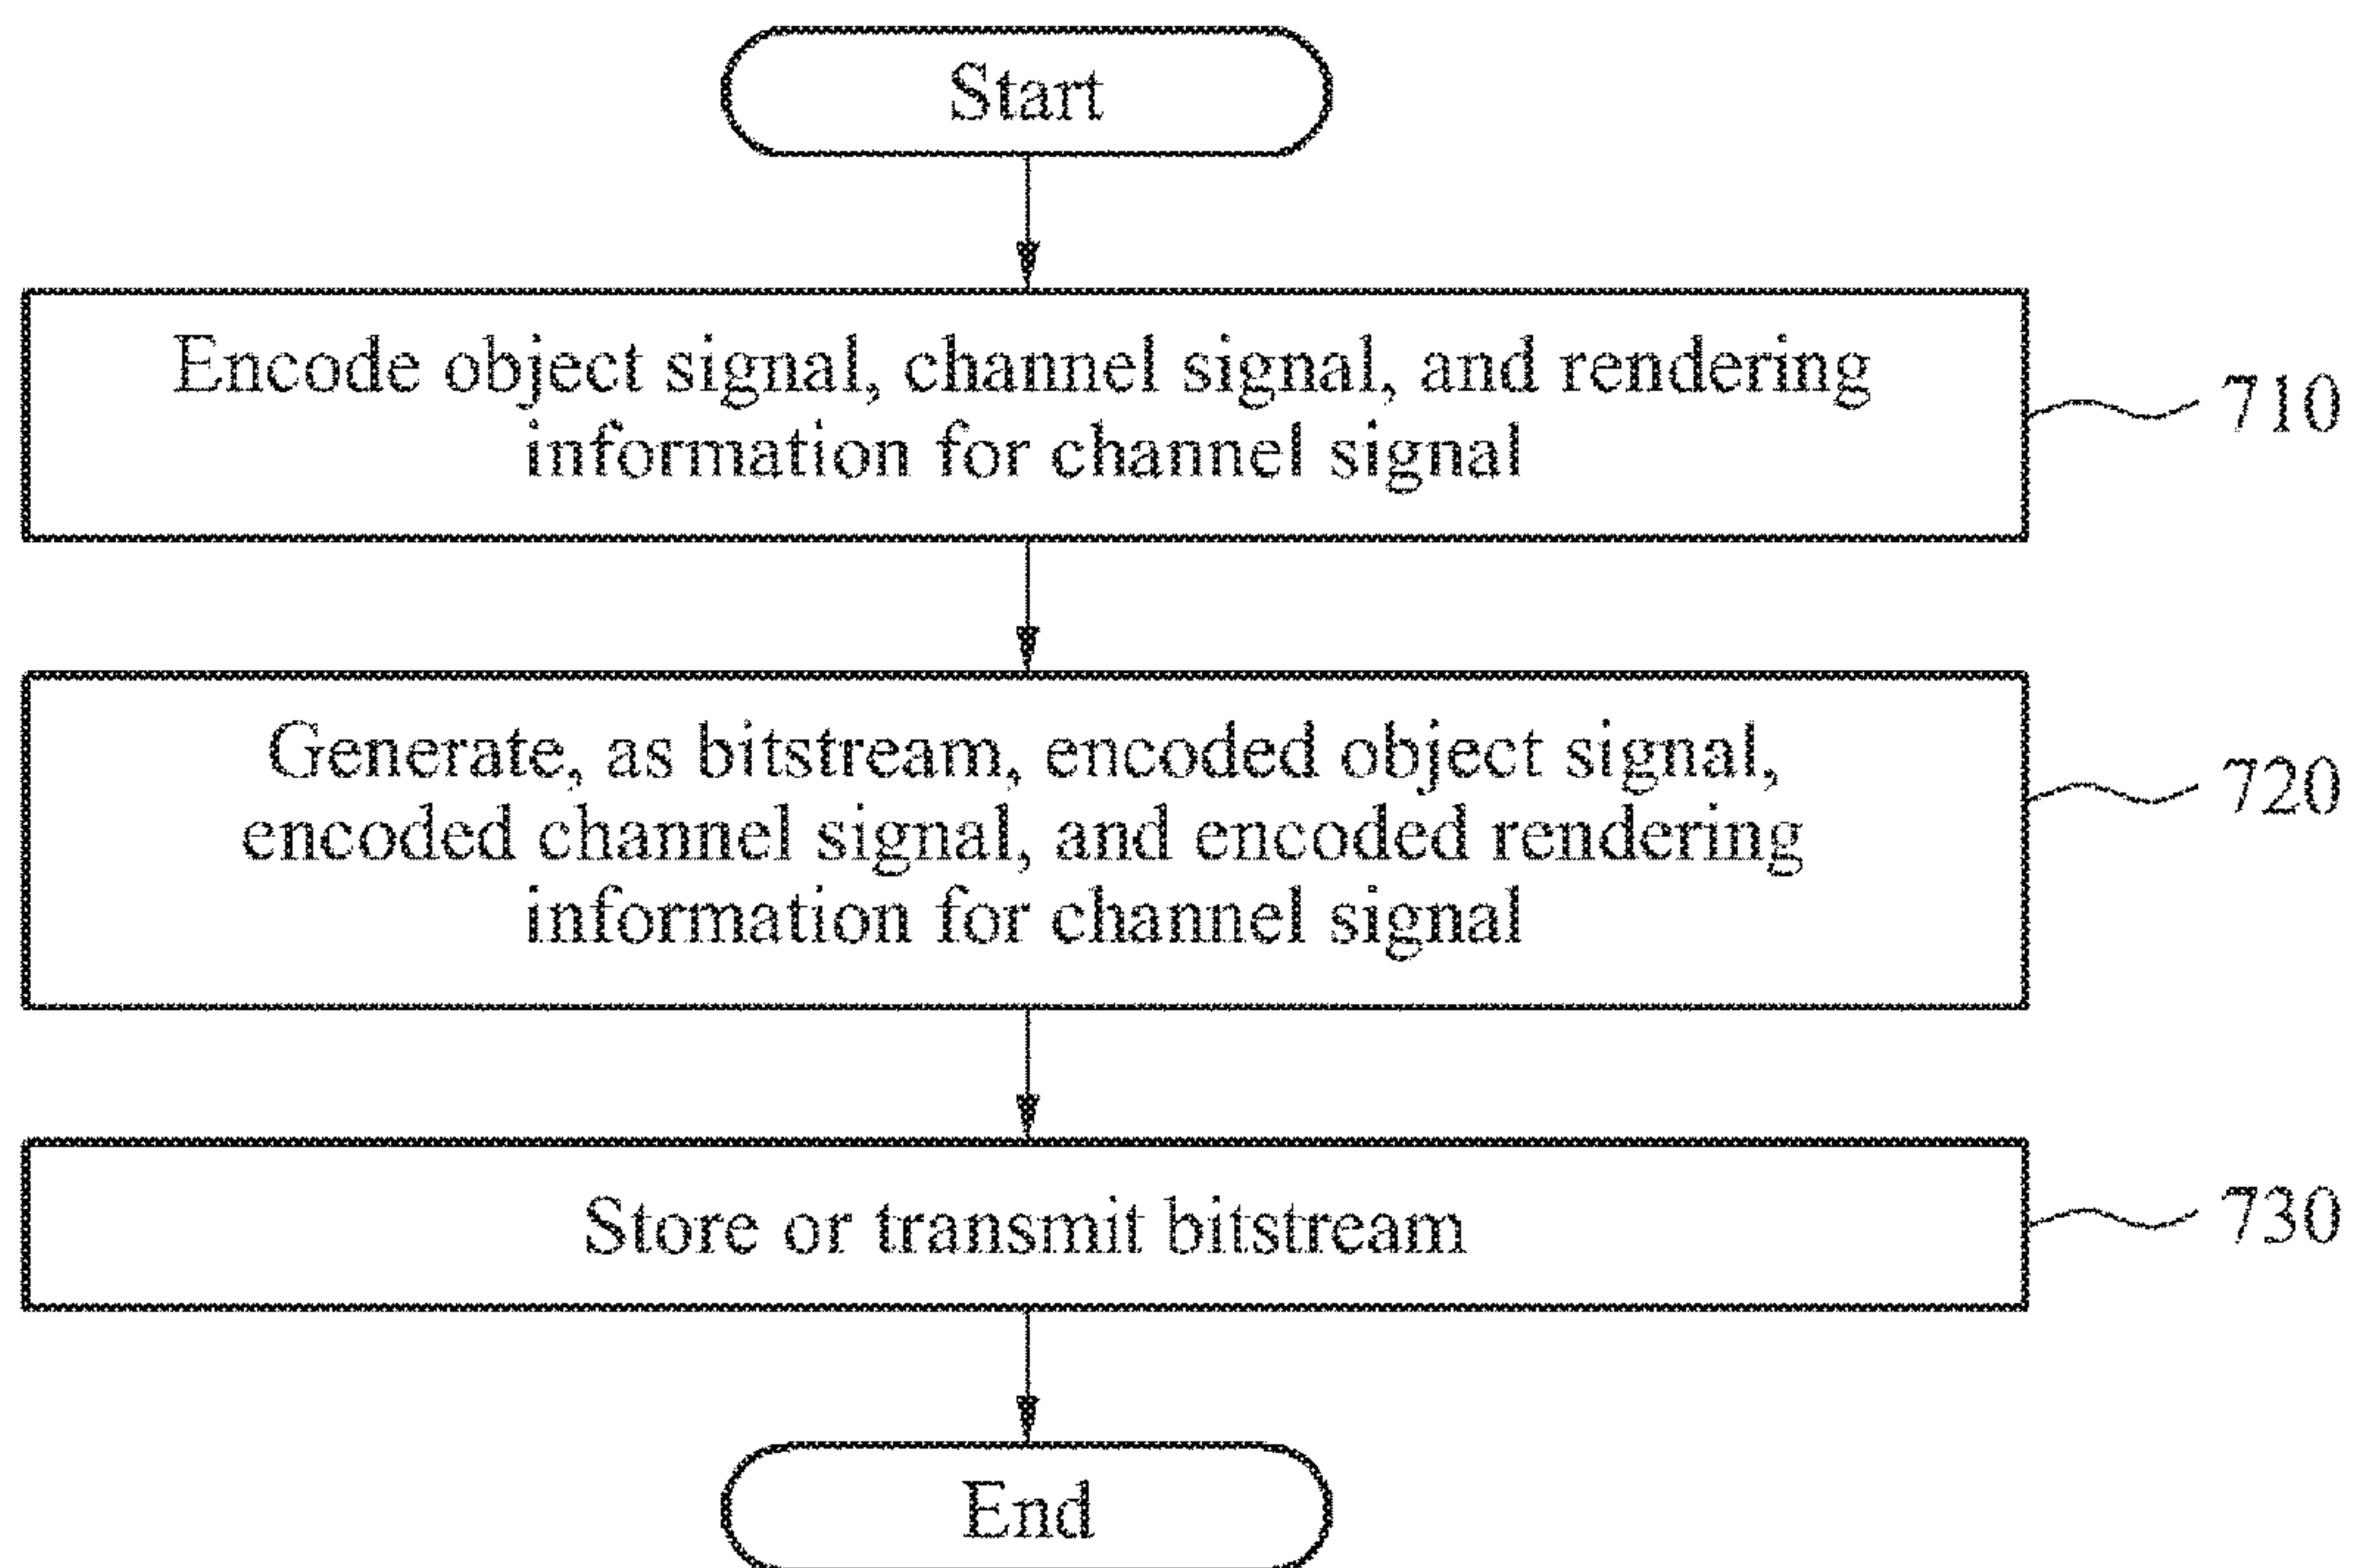 Start
Encode object signal, channel signal, and rendering
information for channel signal
710
Generate, as bitstream, encoded object signal,
encoded channel signal, and encoded rendering
information for channel signal
720
Store or transmit bitstream
730
End